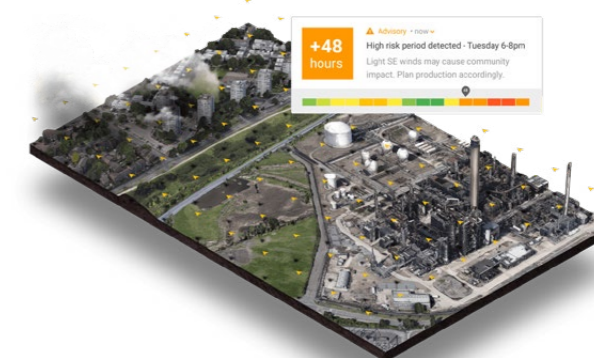 +48
hours
Advisory • now
High risk period detected - Tuesday 6-8pm
Light SE winds may cause community
impact. Plan production accordingly.